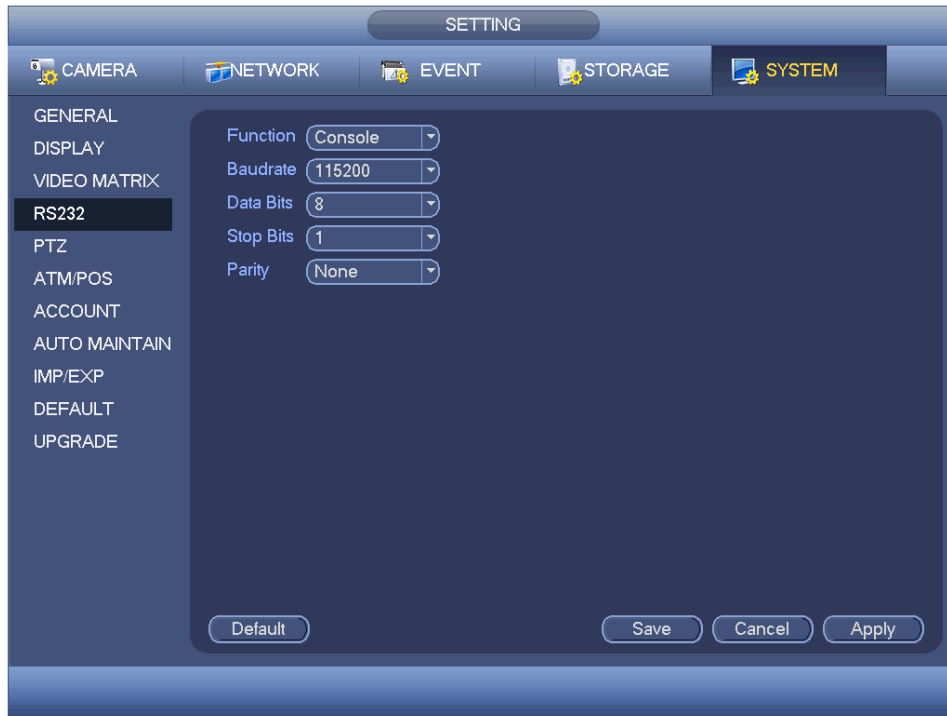 SETTING
CAMERA NETWORK EVENT STORAGE SYSTEM
GENERAL
DISPLAY
VIDEO MATRIX
RS232
PTZ
ATM/POS
ACCOUNT
AUTO MAINTAIN
IMP/EXP
DEFAULT
UPGRADE
Function Console
Baudrate 115200
Data Bits 8
Stop Bits 1
Parity None
Default Save Cancel Apply